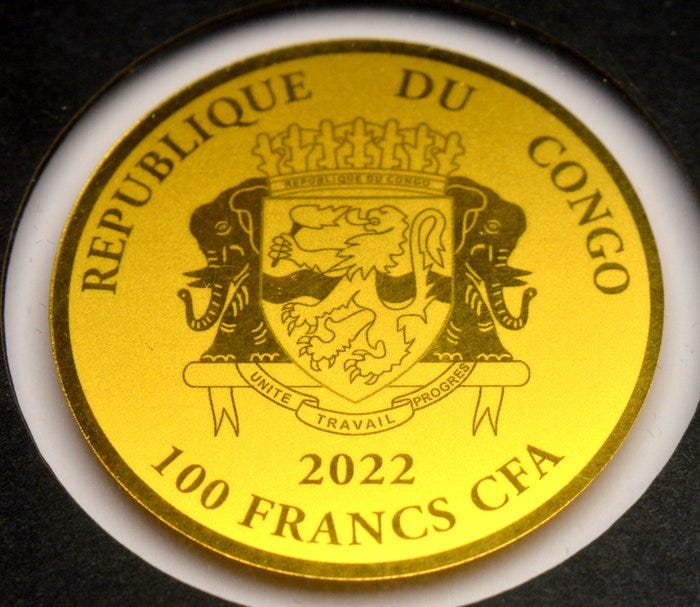 REPUBLIQUE DU CONGO
REPUBLIQUE DU CONGO
UNITE TRAVAIL PROGRES
2022
100 FRANCS CFA